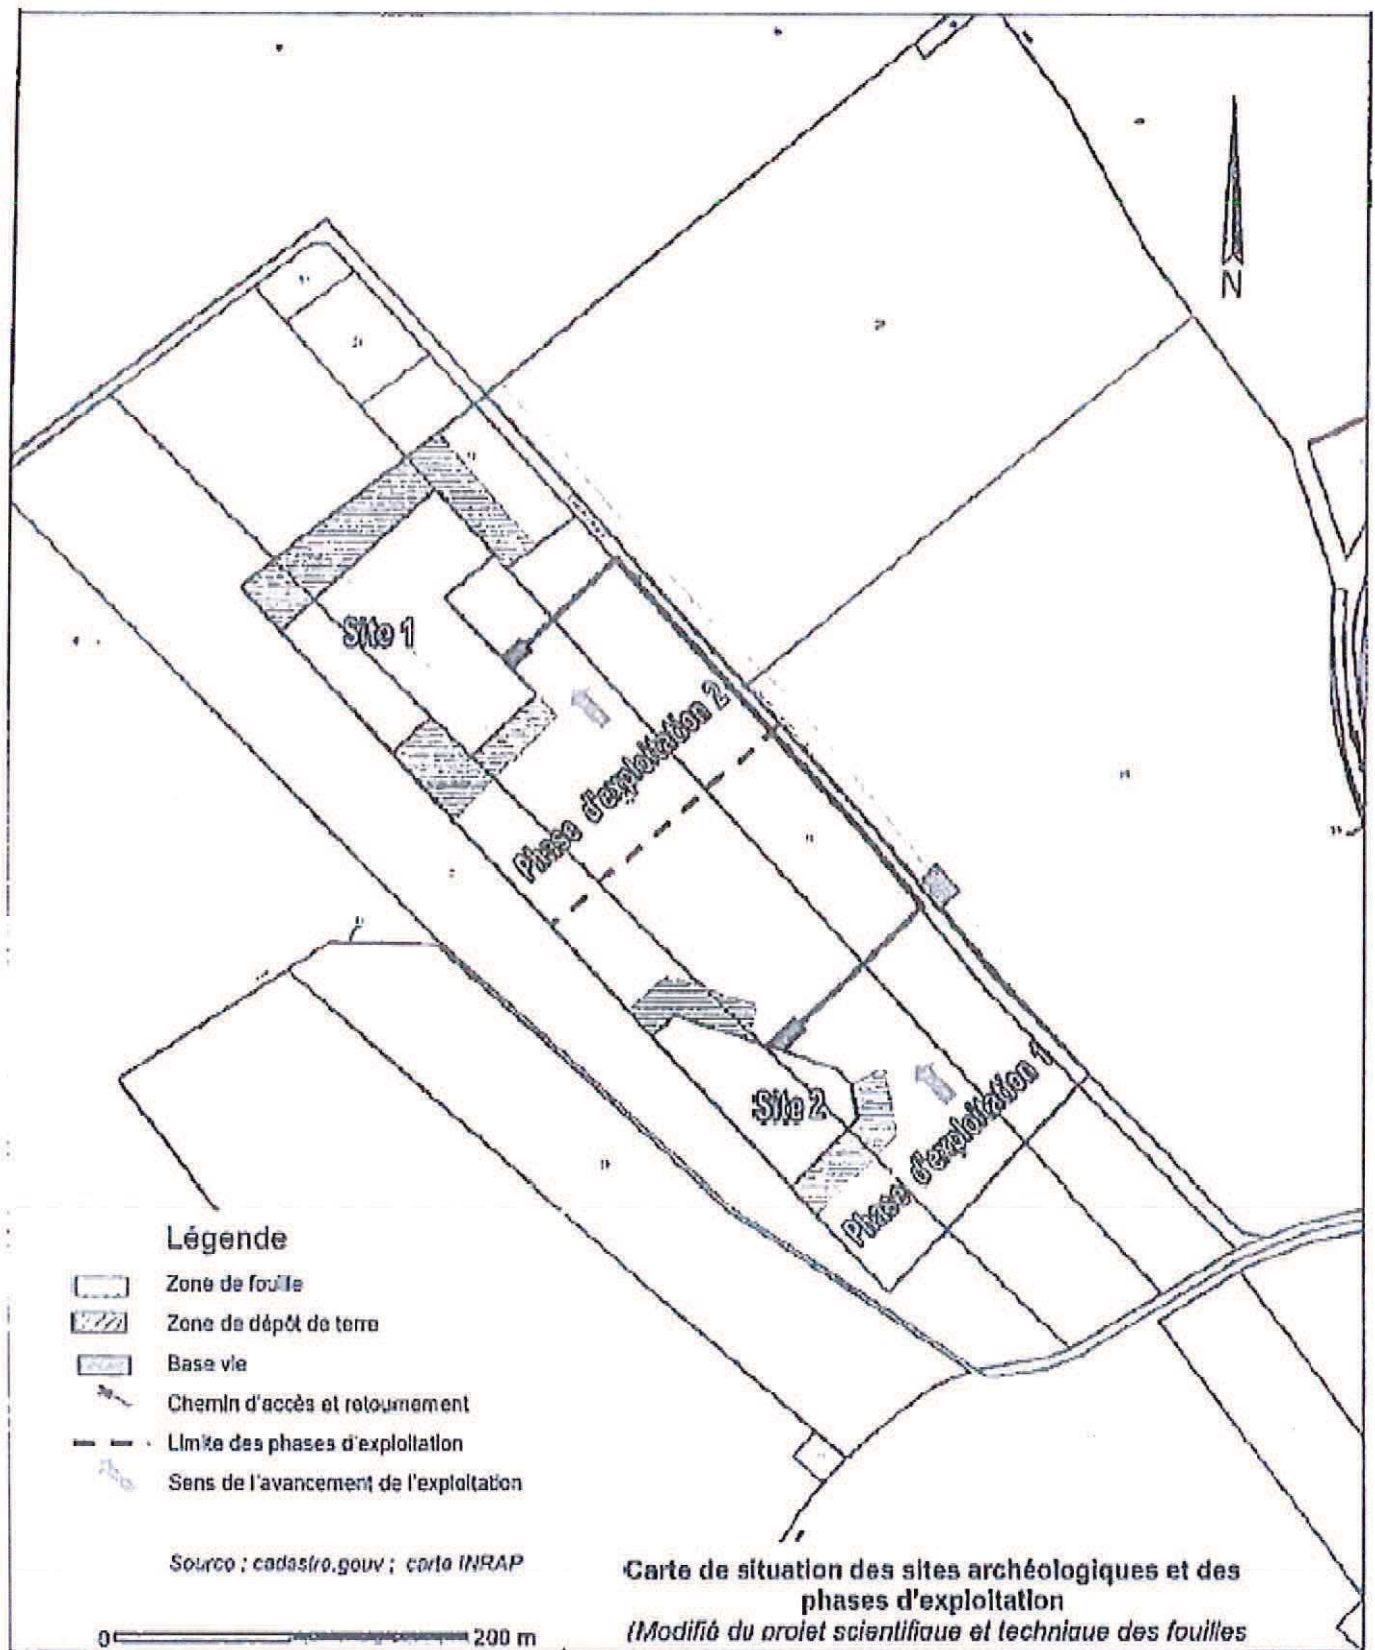 N
Site 1
Phase d'exploitation 2
Site 2
Phase d'exploitation 1
Légende
Zone de fouille
Zone de dépôt de terre
Base vie
Chemin d'accès et retournement
Limite des phases d'exploitation
Sens de l'avancement de l'exploitation
Source : cadastre.gouv ; carte INRAP
0 200 m
Carte de situation des sites archéologiques et des
phases d'exploitation
(Modifié du projet scientifique et technique des fouilles